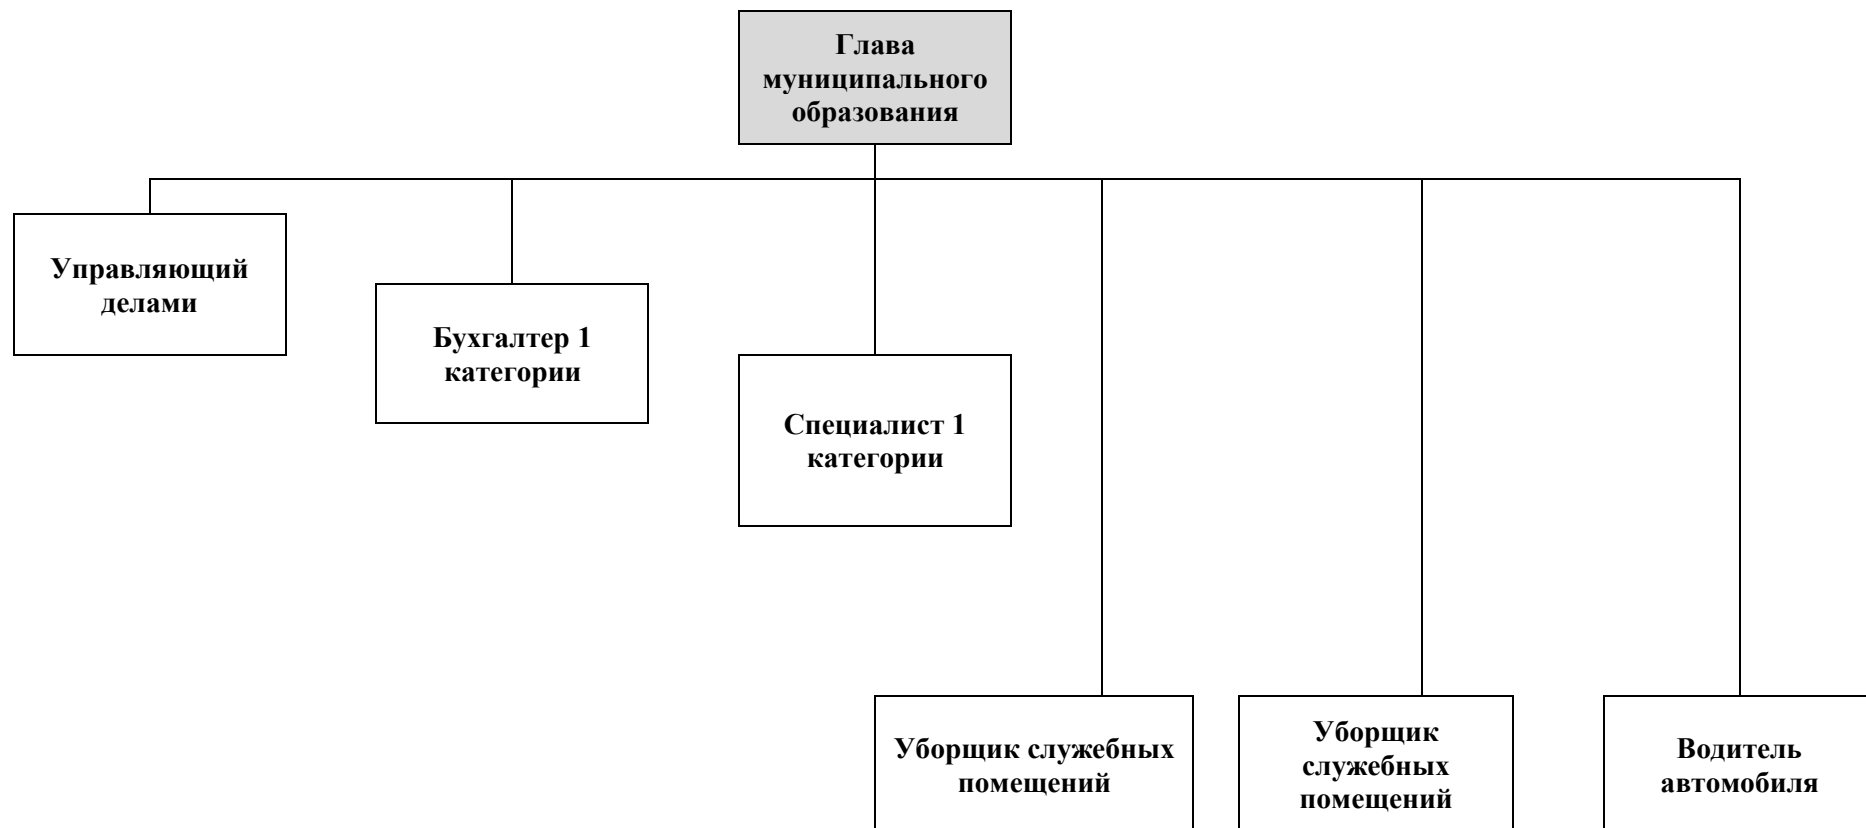 Глава
муниципального
образования
Управляющий
делами
Бухгалтер 1
категории
Специалист 1
категории
Уборщик служебных
помещений
Уборщик
служебных
помещений
Водитель
автомобиля